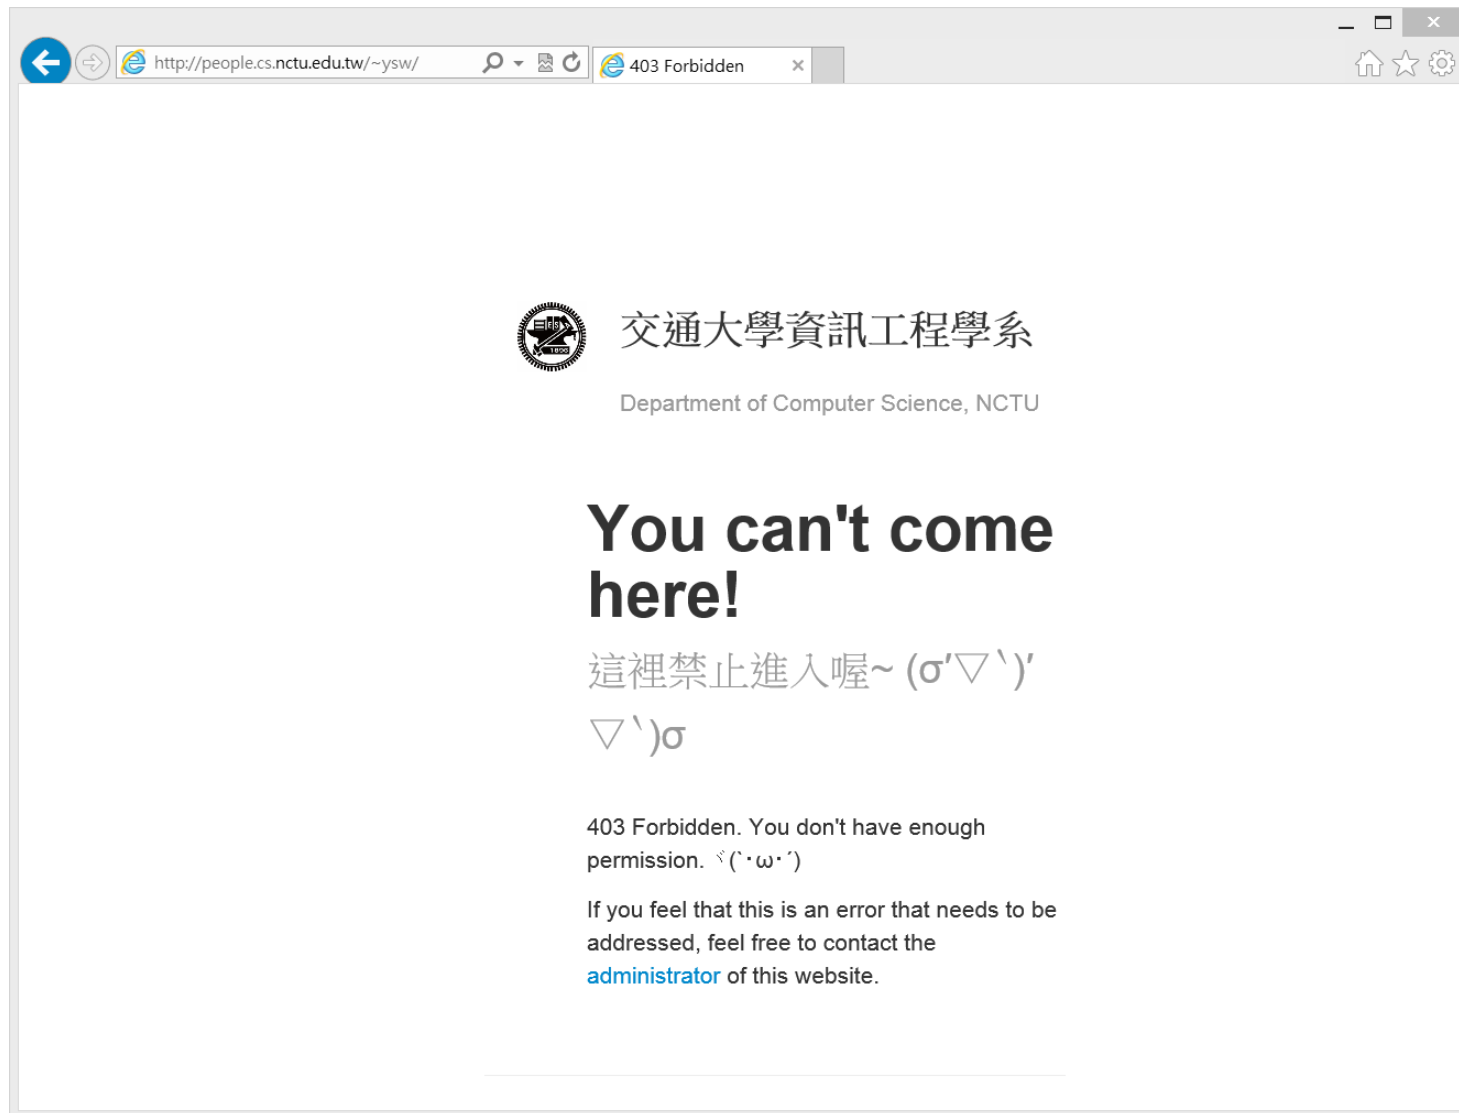 http://people.cs.nctu.edu.tw/~ysw/
403 Forbidden
1896
交通大學資訊工程學系
Department of Computer Science, NCTU
You can't come
here!
這裡禁止進入喔~ (σ′▽‵)′
▽‵)σ
403 Forbidden. You don't have enough
permission. ヾ(`・ω・´)
If you feel that this is an error that needs to be
addressed, feel free to contact the
administrator of this website.